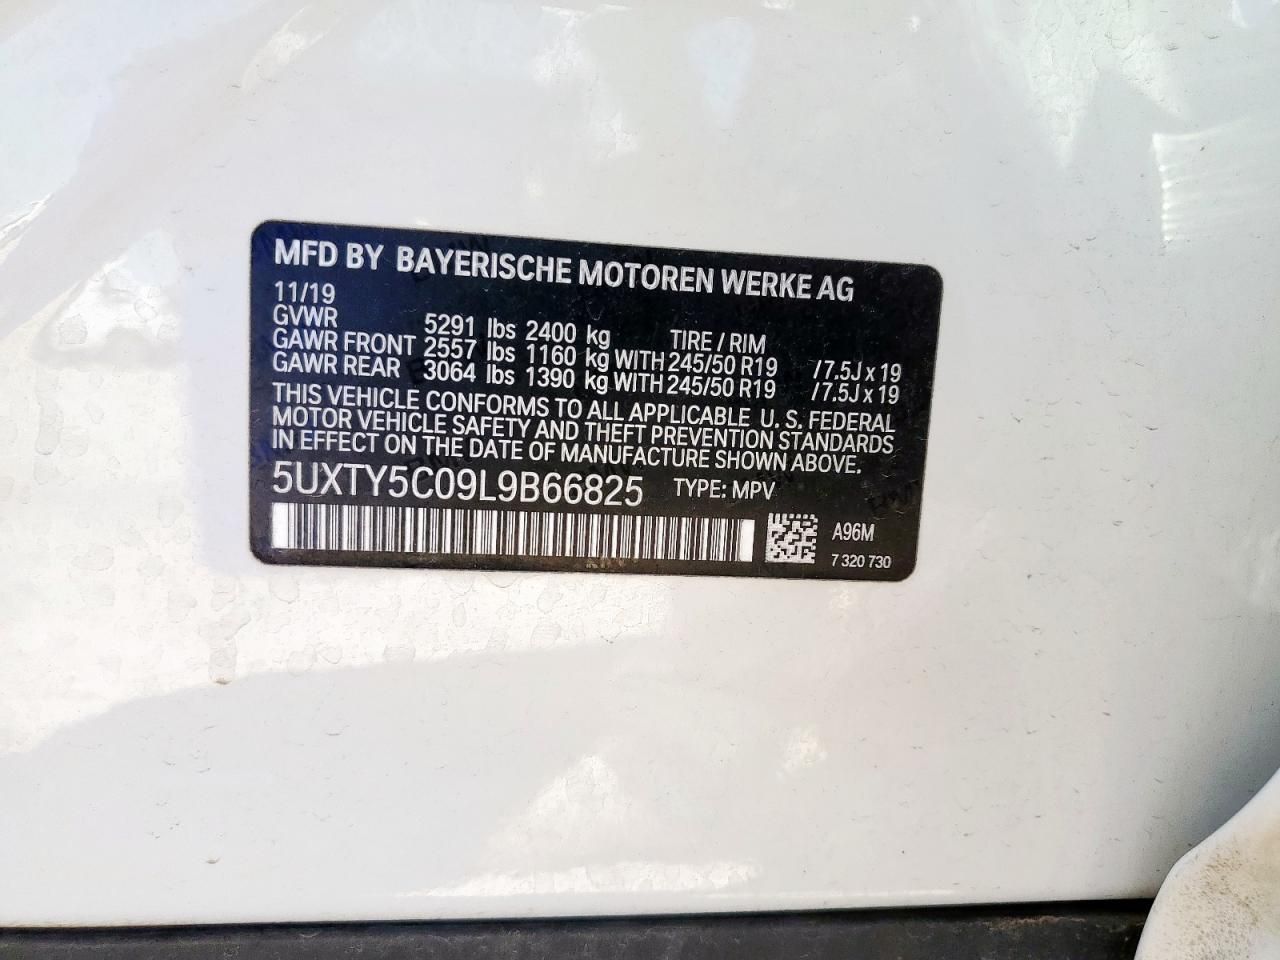 MFD BY BAYERISCHE MOTOREN WERKE AG
11/19
GVWR 5291 lbs 2400 kg TIRE / RIM
GAWR FRONT 2557 lbs 1160 kg WITH 245/50 R19 /7.5J x 19
GAWR REAR 3064 lbs 1390 kg WITH 245/50 R19 /7.5J x 19
THIS VEHICLE CONFORMS TO ALL APPLICABLE U. S. FEDERAL
MOTOR VEHICLE SAFETY AND THEFT PREVENTION STANDARDS
IN EFFECT ON THE DATE OF MANUFACTURE SHOWN ABOVE.
5UXTY5C09L9B66825 TYPE: MPV
A96M
7 320 730